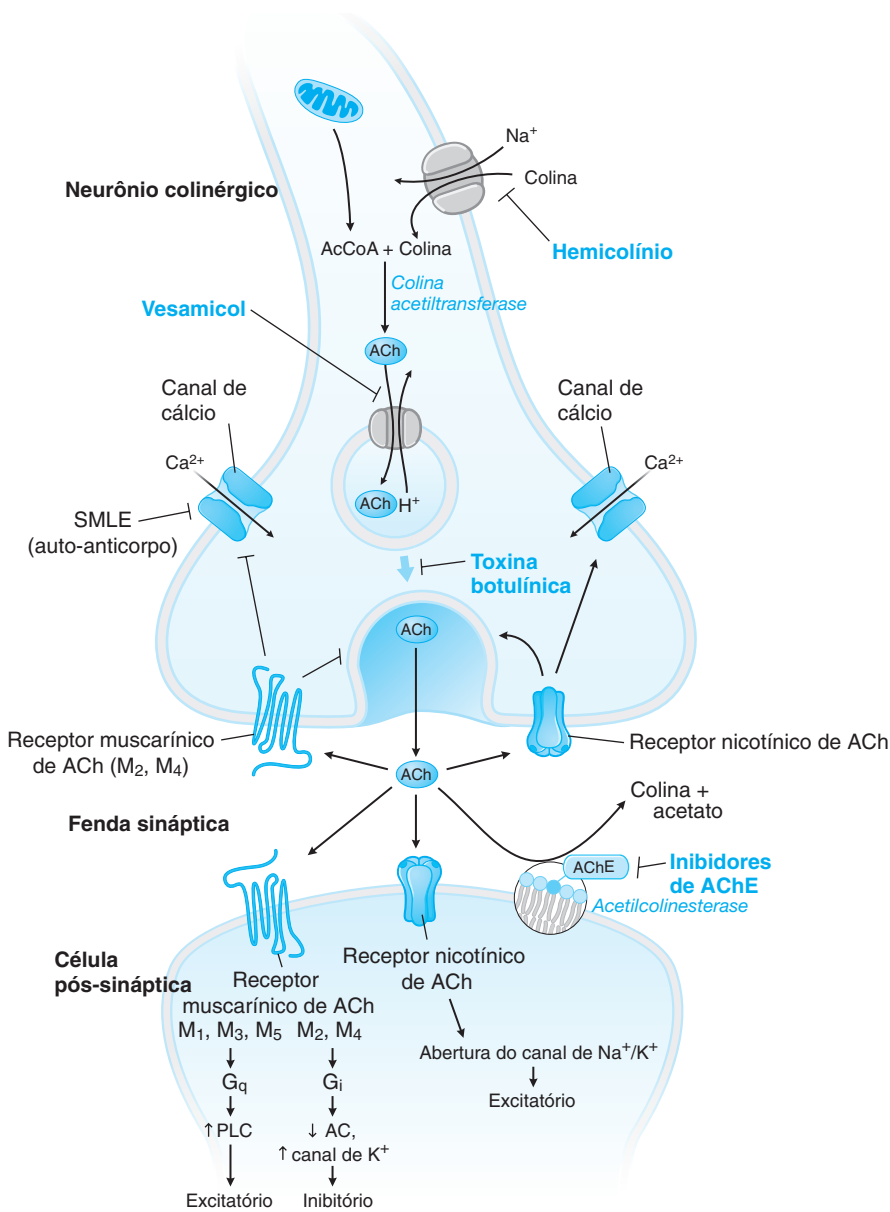 Na⁺
Neurônio colinérgico
Colina
AcCoA + Colina
Hemicolínio
Colina
acetiltransferase
Vesamicol
ACh
Canal de
cálcio
Canal de
cálcio
Ca²⁺
Ca²⁺
ACh
H⁺
SMLE
(auto-anticorpo)
Toxina
botulínica
ACh
Receptor muscarínico
de ACh (M₂, M₄)
Receptor nicotínico de ACh
ACh
Colina +
acetato
Fenda sináptica
AChE
Inibidores
de AChE
Acetilcolinesterase
Célula
pós-sináptica
Receptor nicotínico
de ACh
Receptor
muscarínico de ACh
M₁, M₃, M₅ M₂, M₄
Abertura do canal de Na⁺/K⁺
Gq
Gi
Excitatório
↑PLC
↓ AC,
↑ canal de K⁺
Excitatório
Inibitório